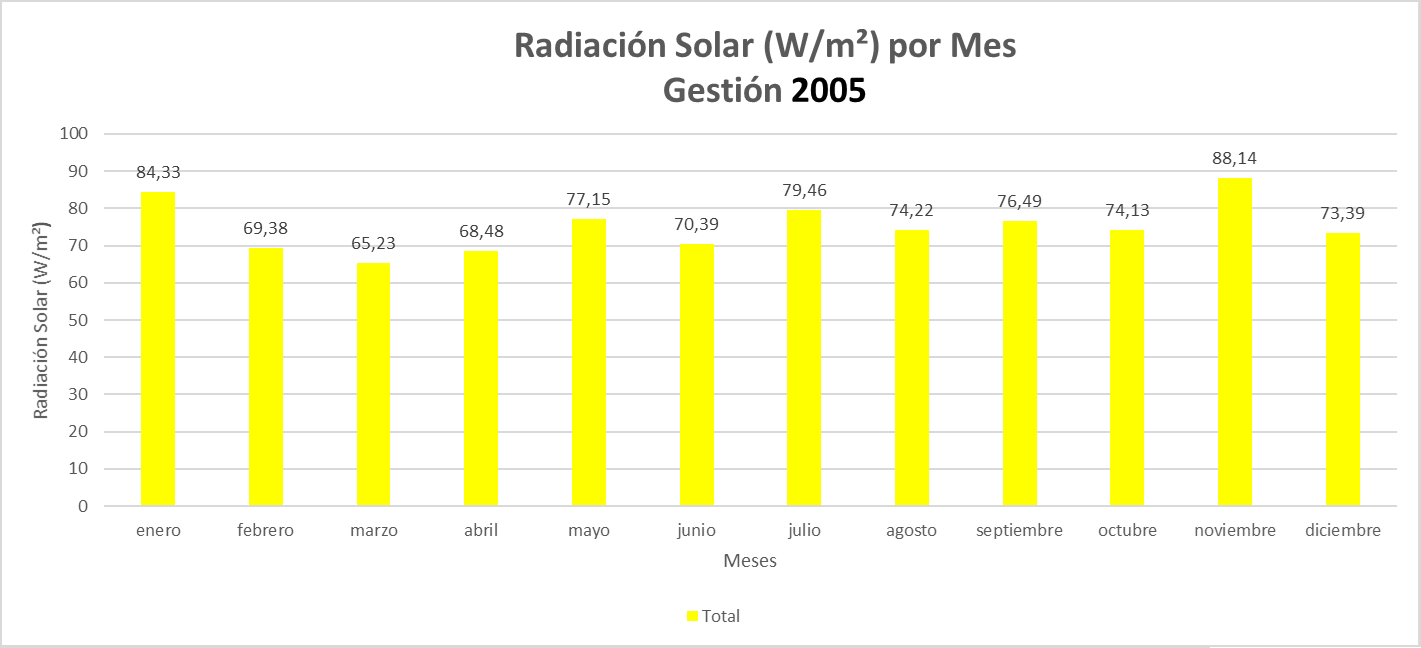 Radiación Solar (W/m²) por Mes
Gestión 2005
Radiación Solar (W/m²)
100
90
80
70
60
50
40
30
20
10
0
84,33
69,38
65,23
68,48
77,15
70,39
79,46
74,22
76,49
74,13
88,14
73,39
enero
febrero
marzo
abril
mayo
junio
julio
agosto
septiembre
octubre
noviembre
diciembre
Meses
Total